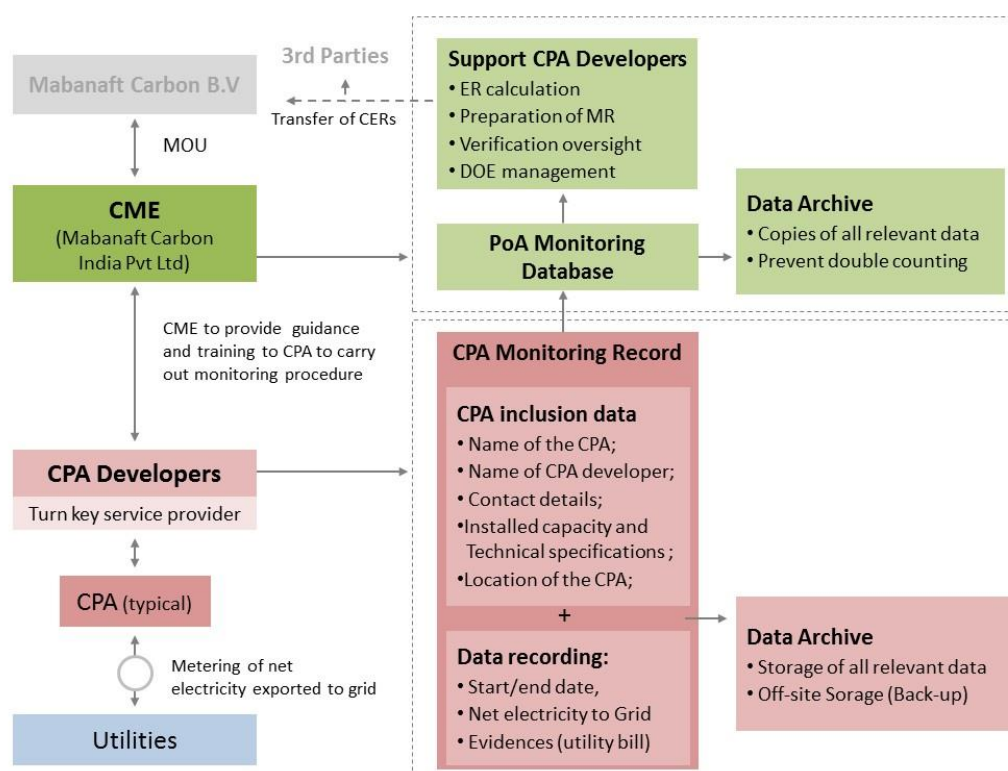 Mabanaft Carbon B.V
3rd Parties
Transfer of CERs
MOU
CME
(Mabanaft Carbon
India Pvt Ltd)
CME to provide guidance
and training to CPA to carry
out monitoring procedure
CPA Developers
Turn key service provider
CPA (typical)
Metering of net
electricity exported to grid
Utilities
Support CPA Developers
• ER calculation
• Preparation of MR
• Verification oversight
• DOE management
PoA Monitoring
Database
Data Archive
• Copies of all relevant data
• Prevent double counting
CPA Monitoring Record
CPA inclusion data
• Name of the CPA;
• Name of CPA developer;
• Contact details;
•Installed capacity and
Technical specifications ;
•Location of the CPA;
+
Data recording:
• Start/end date,
• Net electricity to Grid
• Evidences (utility bill)
Data Archive
• Storage of all relevant data
• Off-site Sorage (Back-up)